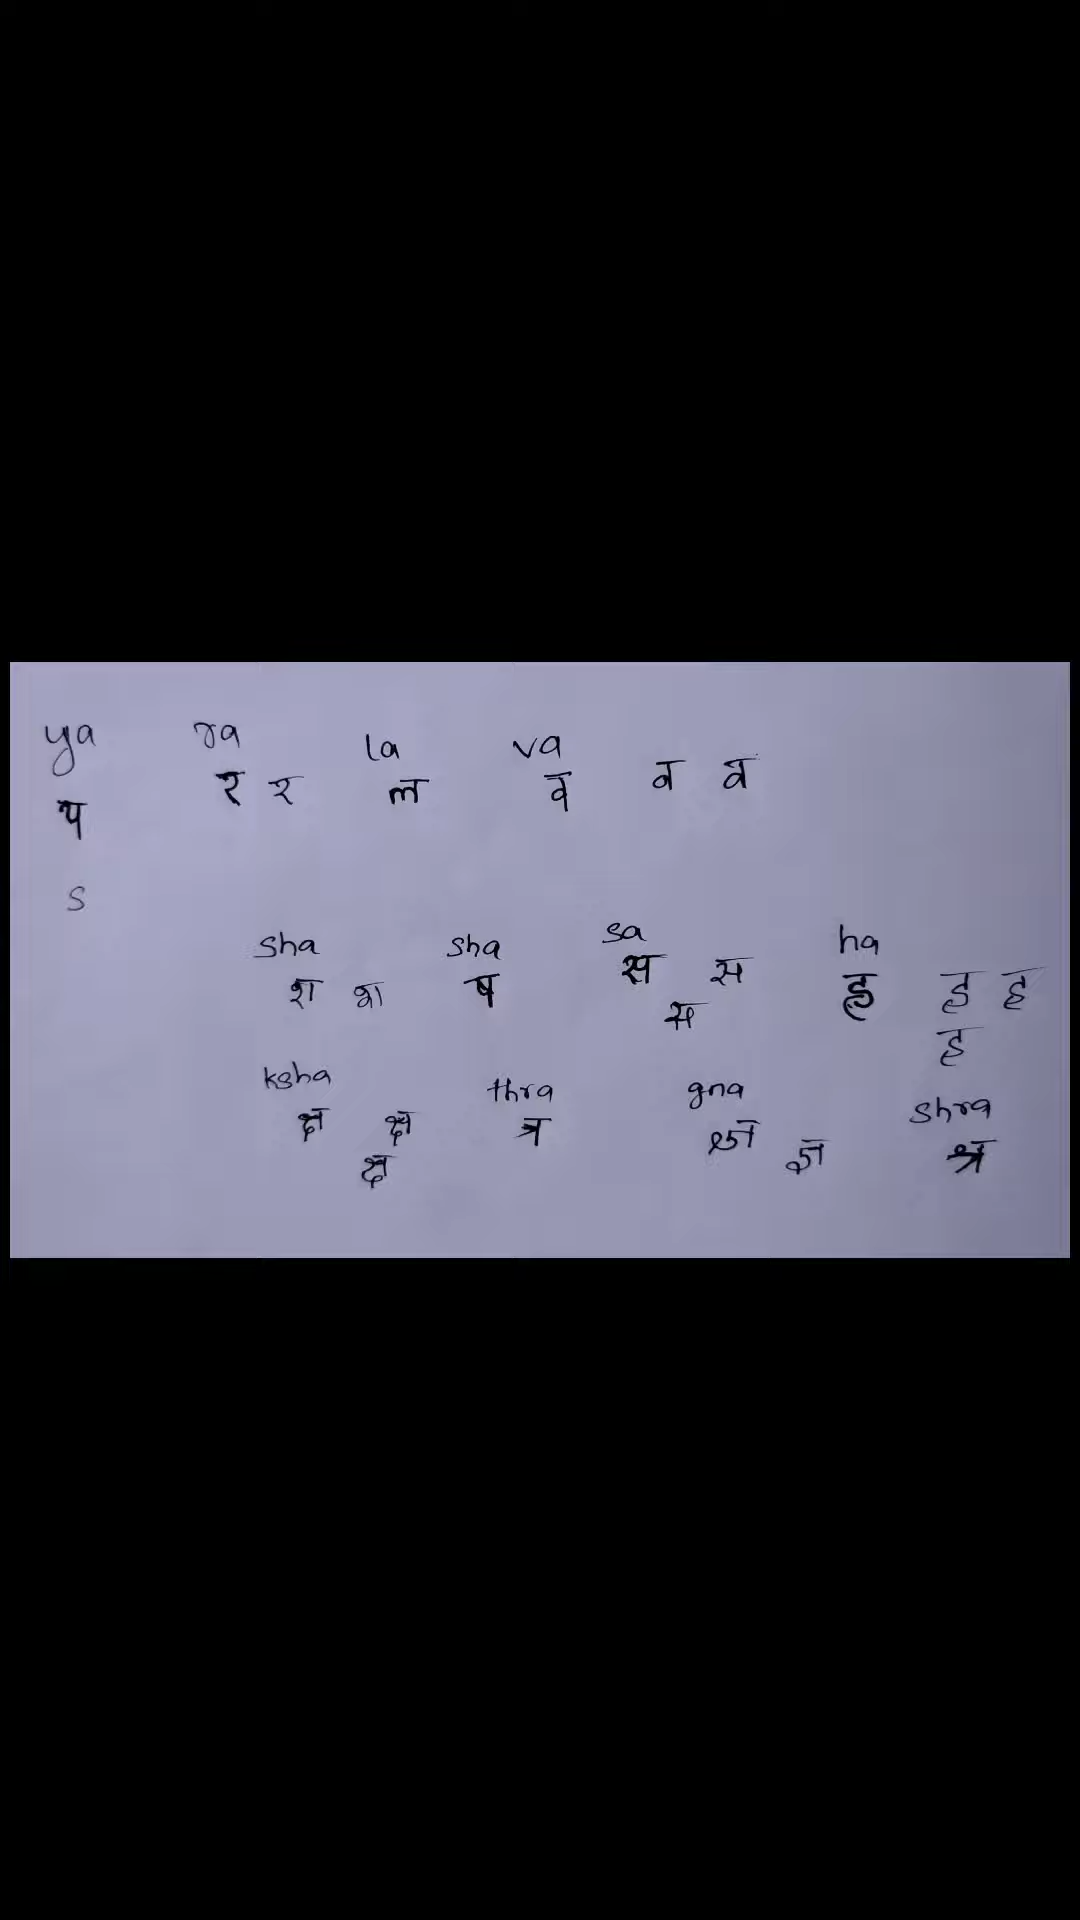 ya ra la va
य र र ल व व व
s
sha sha sa ha
श श ष स स ह ह ह
स ह
ksha thra gna shra
क्ष क्ष त्र ज्ञ ज्ञ श्र
क्ष